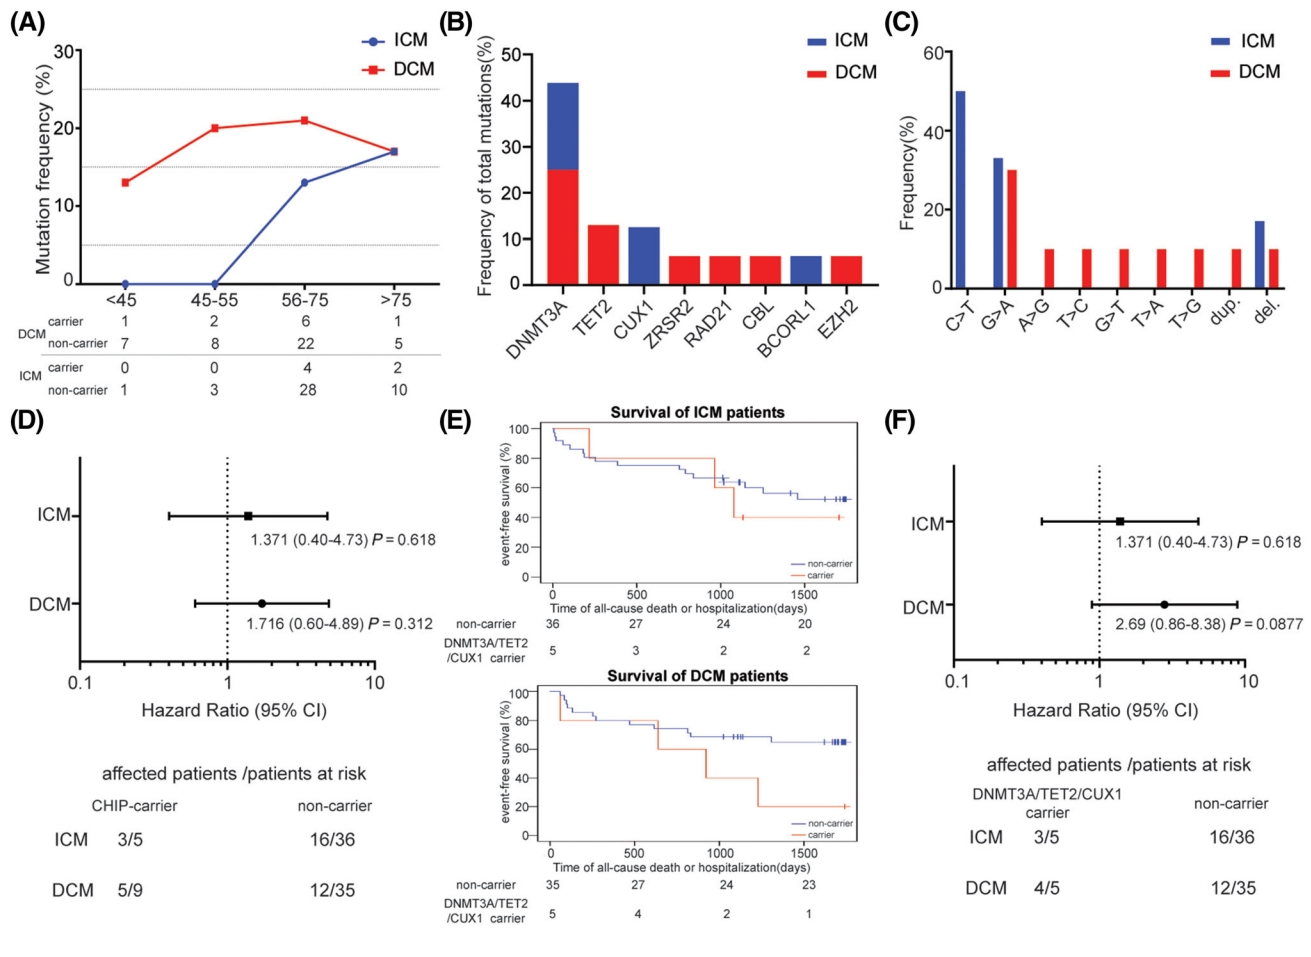 (A)
ICM
DCM
Mutation frequency (%)
30
20
10
0
<45 45-55 56-75 >75
DCM
carrier 1 2 6 1
non-carrier 7 8 22 5
ICM
carrier 0 0 4 2
non-carrier 1 3 28 10
(B)
ICM
DCM
Frequency of total mutations(%)
50
40
30
20
10
0
DNMT3A TET2 CUX1 ZRSR2 RAD21 CBL BCORL1 EZH2
(C)
ICM
DCM
Frequency(%)
60
40
20
0
C>T G>A A>G T>C G>T T>A T>G dup. del.
(D)
ICM
1.371 (0.40-4.73) P = 0.618
DCM
1.716 (0.60-4.89) P = 0.312
0.1 1 10
Hazard Ratio (95% CI)
affected patients /patients at risk
CHIP-carrier non-carrier
ICM 3/5 16/36
DCM 5/9 12/35
(E)
Survival of ICM patients
event-free survival (%)
100
80
60
40
20
0
non-carrier
carrier
0 500 1000 1500
Time of all-cause death or hospitalization(days)
non-carrier 36 27 24 20
DNMT3A/TET2
/CUX1 carrier 5 3 2 2
Survival of DCM patients
event-free survival (%)
100
80
60
40
20
0
non-carrier
carrier
0 500 1000 1500
Time of all-cause death or hospitalization(days)
non-carrier 35 27 24 23
DNMT3A/TET2
/CUX1 carrier 5 4 2 1
(F)
ICM
1.371 (0.40-4.73) P = 0.618
DCM
2.69 (0.86-8.38) P = 0.0877
0.1 1 10
Hazard Ratio (95% CI)
affected patients /patients at risk
DNMT3A/TET2/CUX1
carrier
non-carrier
ICM 3/5 16/36
DCM 4/5 12/35